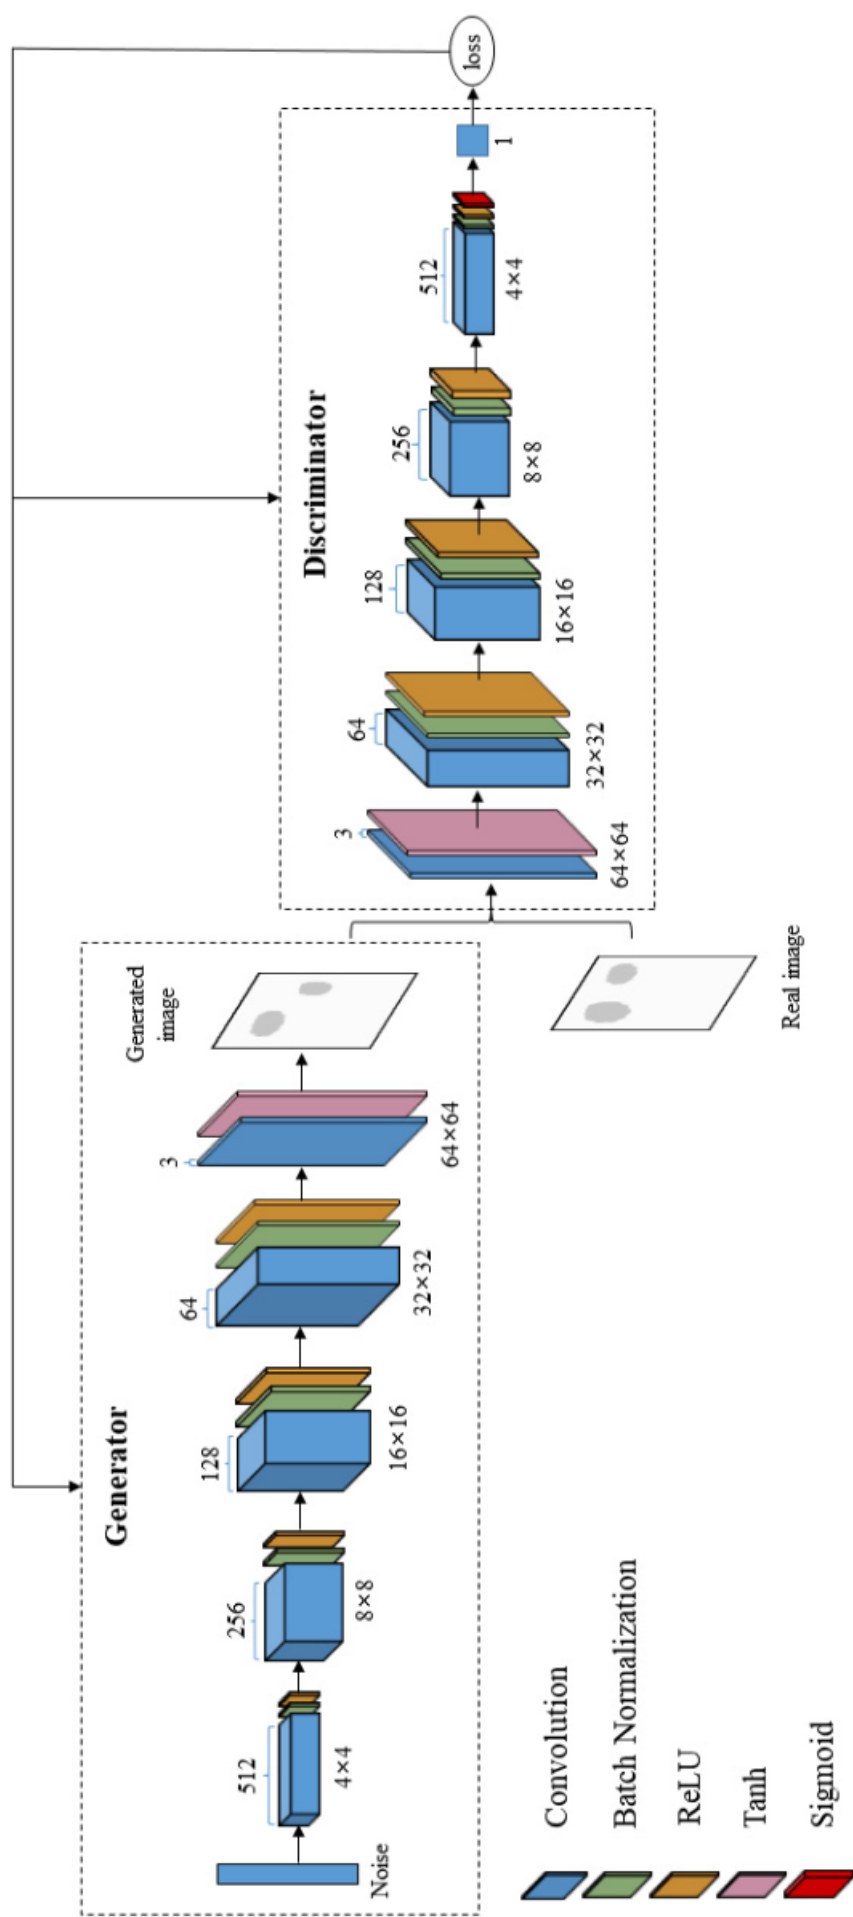 Generator
Noise
512
4×4
256
8×8
128
16×16
64
32×32
3
64×64
Generated
image
Real image
Discriminator
3
64×64
64
32×32
128
16×16
256
8×8
512
4×4
1
loss
Convolution
Batch Normalization
ReLU
Tanh
Sigmoid